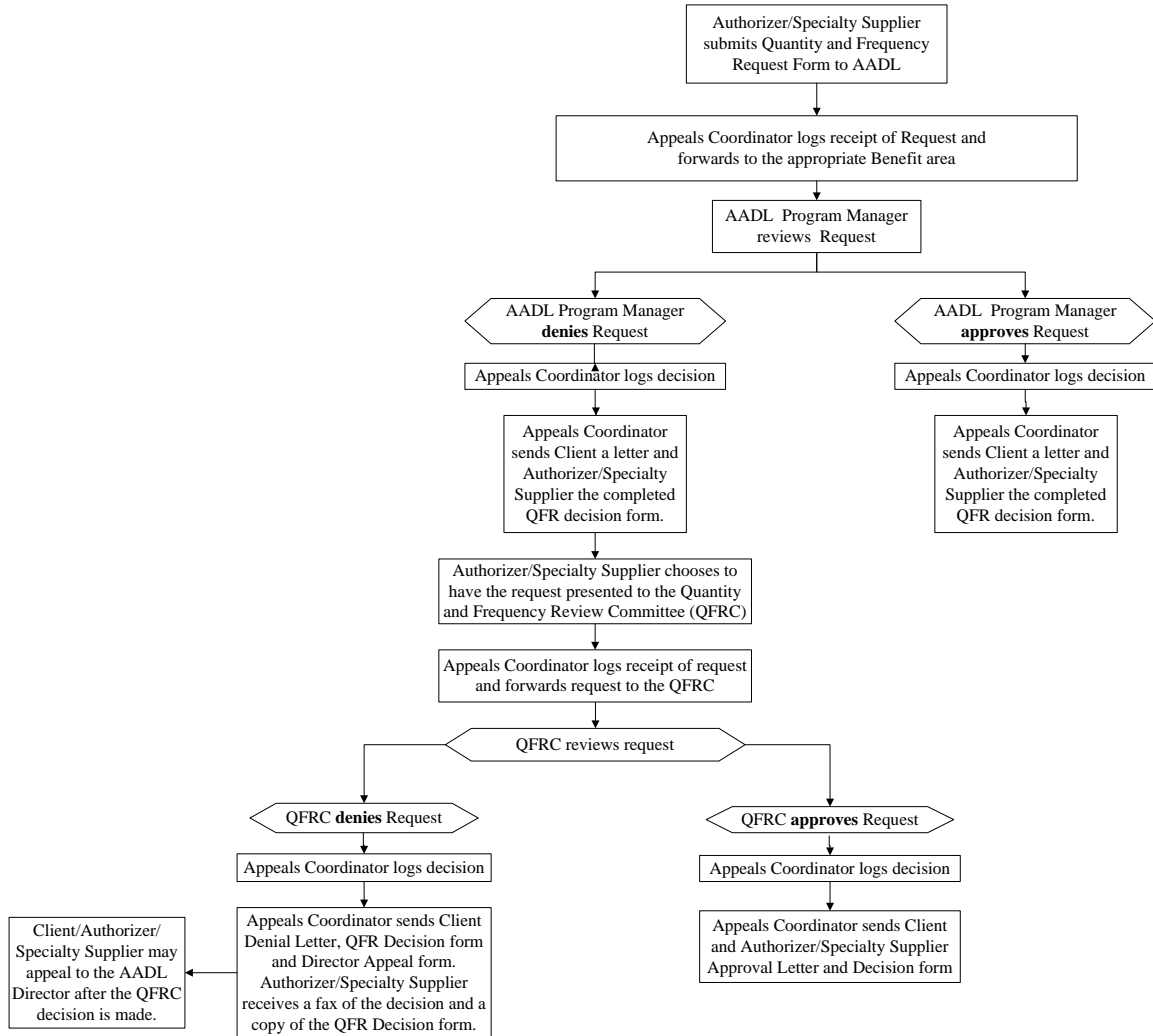 Authorizer/Specialty Supplier
submits Quantity and Frequency
Request Form to AADL
Appeals Coordinator logs receipt of Request and
forwards to the appropriate Benefit area
AADL Program Manager
reviews Request
AADL Program Manager
denies Request
AADL Program Manager
approves Request
Appeals Coordinator logs decision
Appeals Coordinator logs decision
Appeals Coordinator
sends Client a letter and
Authorizer/Specialty
Supplier the completed
QFR decision form.
Appeals Coordinator
sends Client a letter and
Authorizer/Specialty
Supplier the completed
QFR decision form.
Authorizer/Specialty Supplier chooses to
have the request presented to the Quantity
and Frequency Review Committee (QFRC)
Appeals Coordinator logs receipt of request
and forwards request to the QFRC
QFRC reviews request
QFRC denies Request
QFRC approves Request
Appeals Coordinator logs decision
Appeals Coordinator logs decision
Client/Authorizer/
Specialty Supplier may
appeal to the AADL
Director after the QFRC
decision is made.
Appeals Coordinator sends Client
Denial Letter, QFR Decision form
and Director Appeal form.
Authorizer/Specialty Supplier
receives a fax of the decision and a
copy of the QFR Decision form.
Appeals Coordinator sends Client
and Authorizer/Specialty Supplier
Approval Letter and Decision form